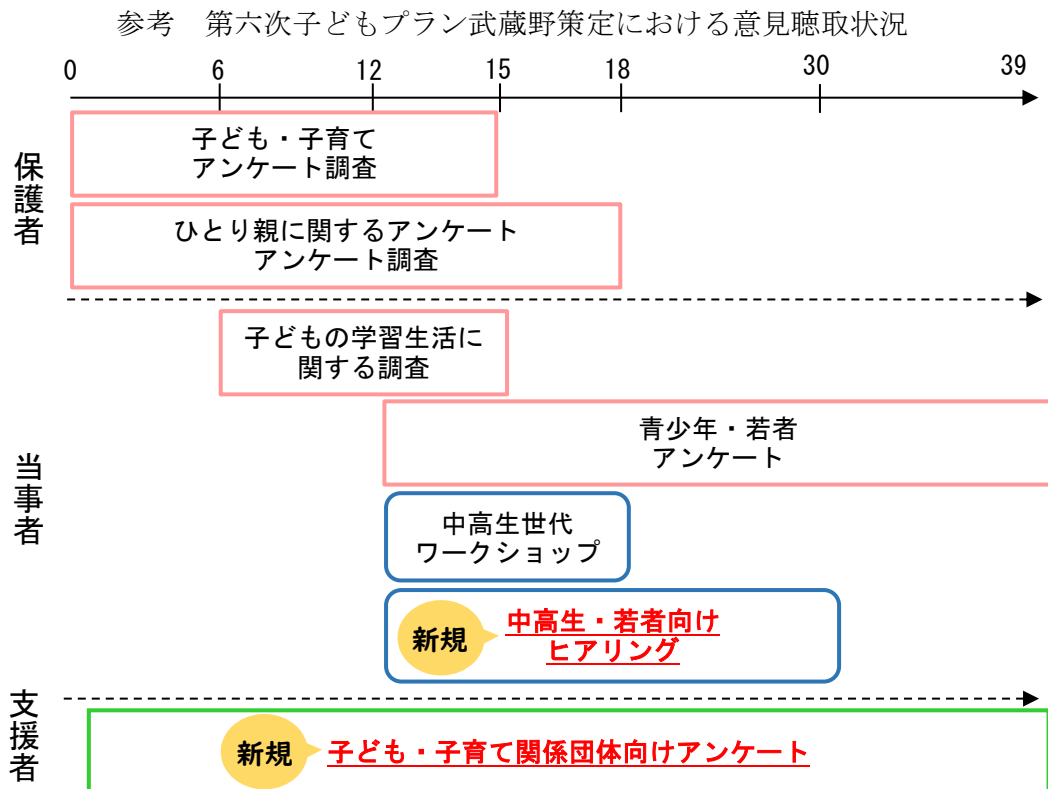 参考　第六次子どもプラン武蔵野策定における意見聴取状況
0 6 12 15 18 30 39
保護者
子ども・子育て
アンケート調査
ひとり親に関するアンケート
アンケート調査
当事者
子どもの学習生活に
関する調査
青少年・若者
アンケート
中高生世代
ワークショップ
新規
中高生・若者向け
ヒアリング
支援者
新規
子ども・子育て関係団体向けアンケート